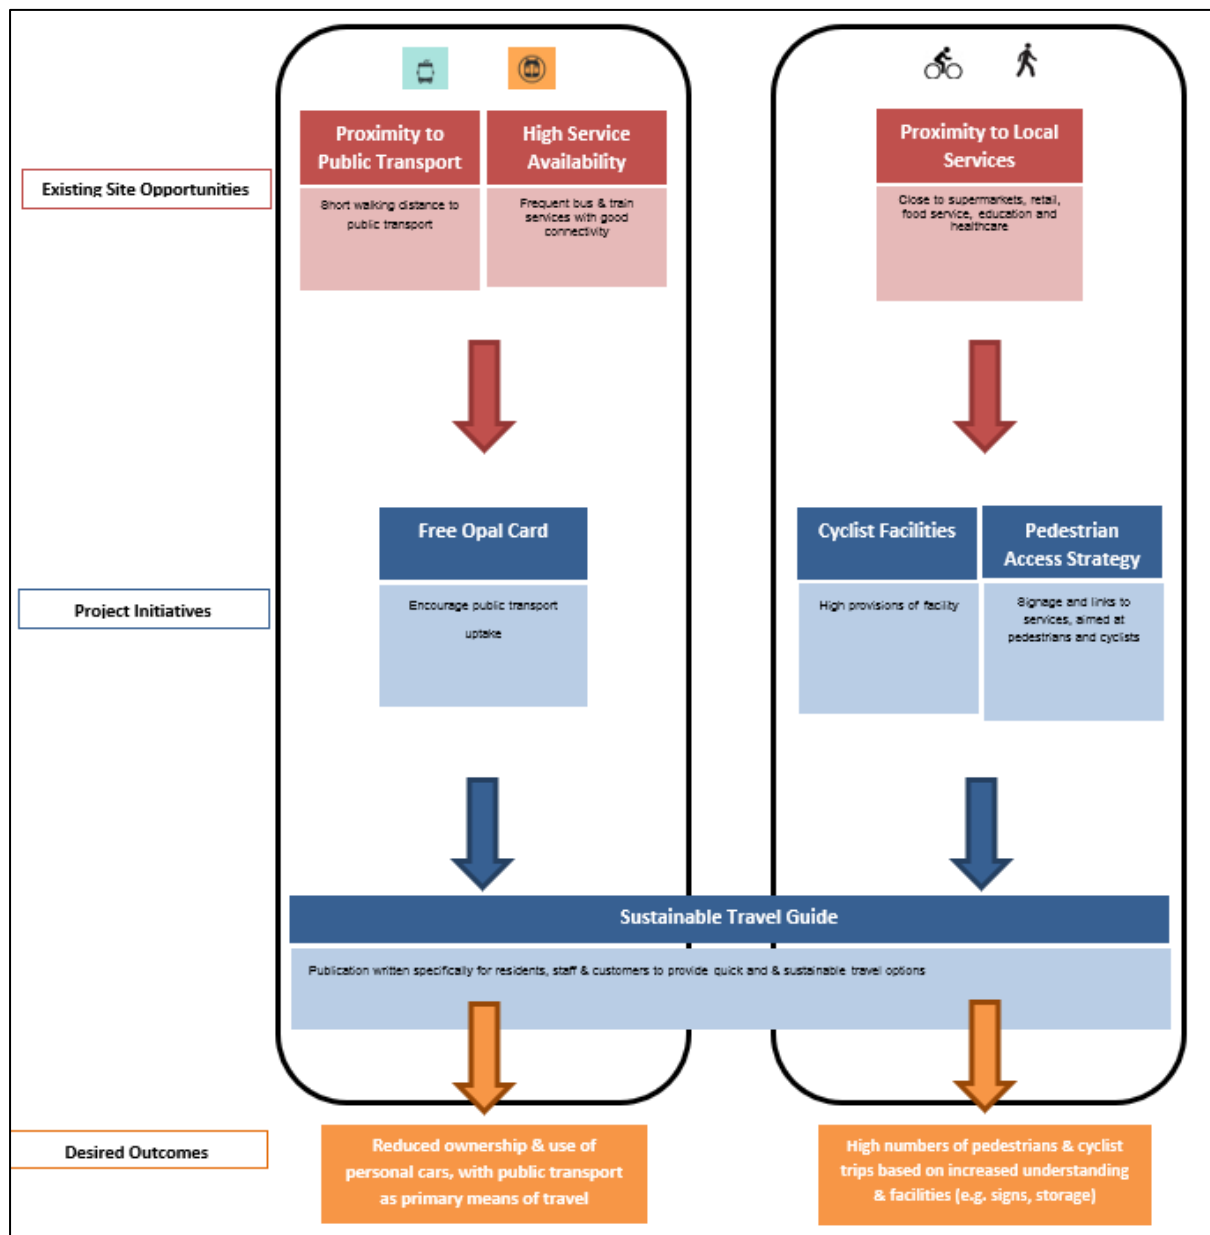 Existing Site Opportunities
Proximity to
Public Transport
Short walking distance to
public transport
High Service
Availability
Frequent bus & train
services with good
connectivity
Proximity to Local
Services
Close to supermarkets, retail,
food service, education and
healthcare
Project Initiatives
Free Opal Card
Encourage public transport
uptake
Cyclist Facilities
High provisions of facility
Pedestrian
Access Strategy
Signage and links to
services, aimed at
pedestrians and cyclists
Sustainable Travel Guide
Publication written specifically for residents, staff & customers to provide quick and & sustainable travel options
Desired Outcomes
Reduced ownership & use of
personal cars, with public transport
as primary means of travel
High numbers of pedestrians & cyclist
trips based on increased understanding
& facilities (e.g. signs, storage)